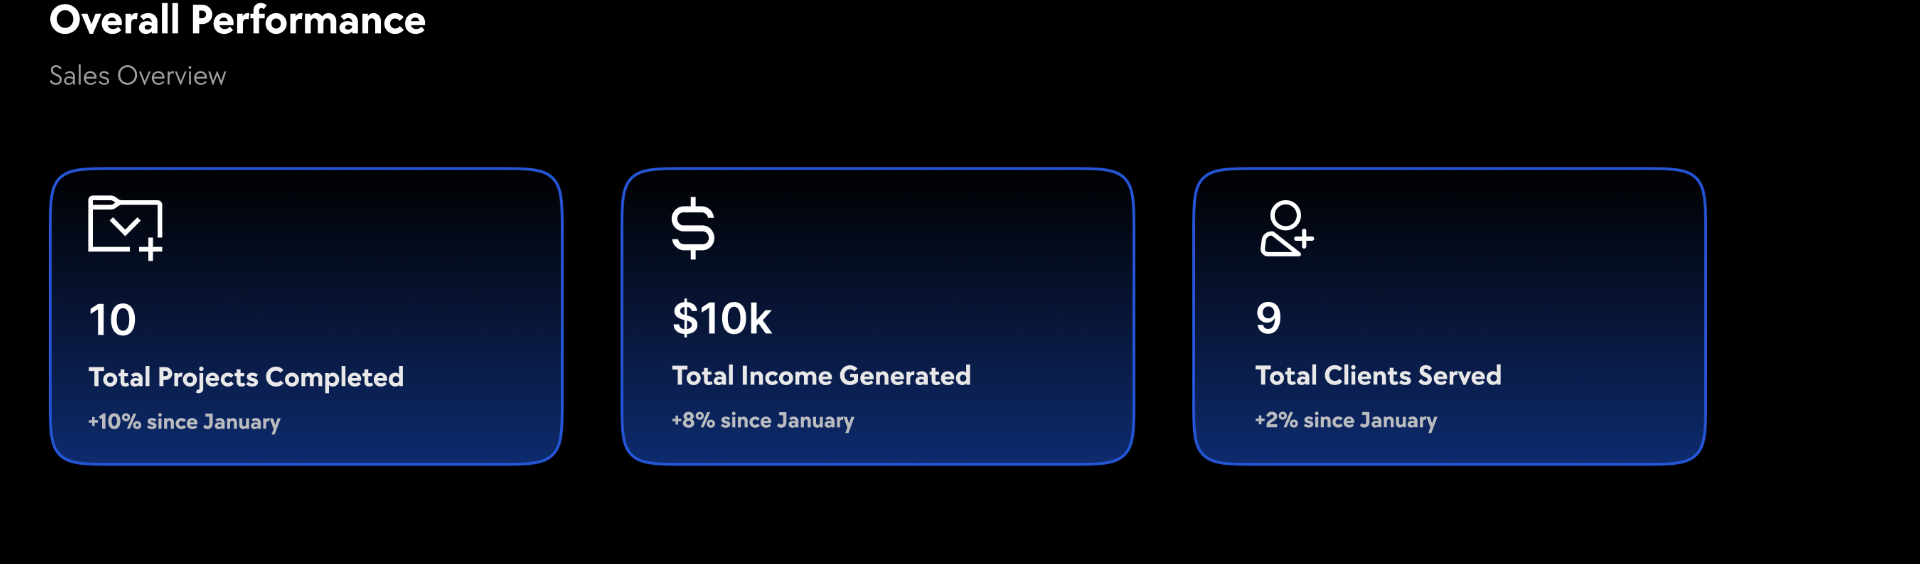 Overall Performance
Sales Overview
10
Total Projects Completed
+10% since January
$10k
Total Income Generated
+8% since January
9
Total Clients Served
+2% since January